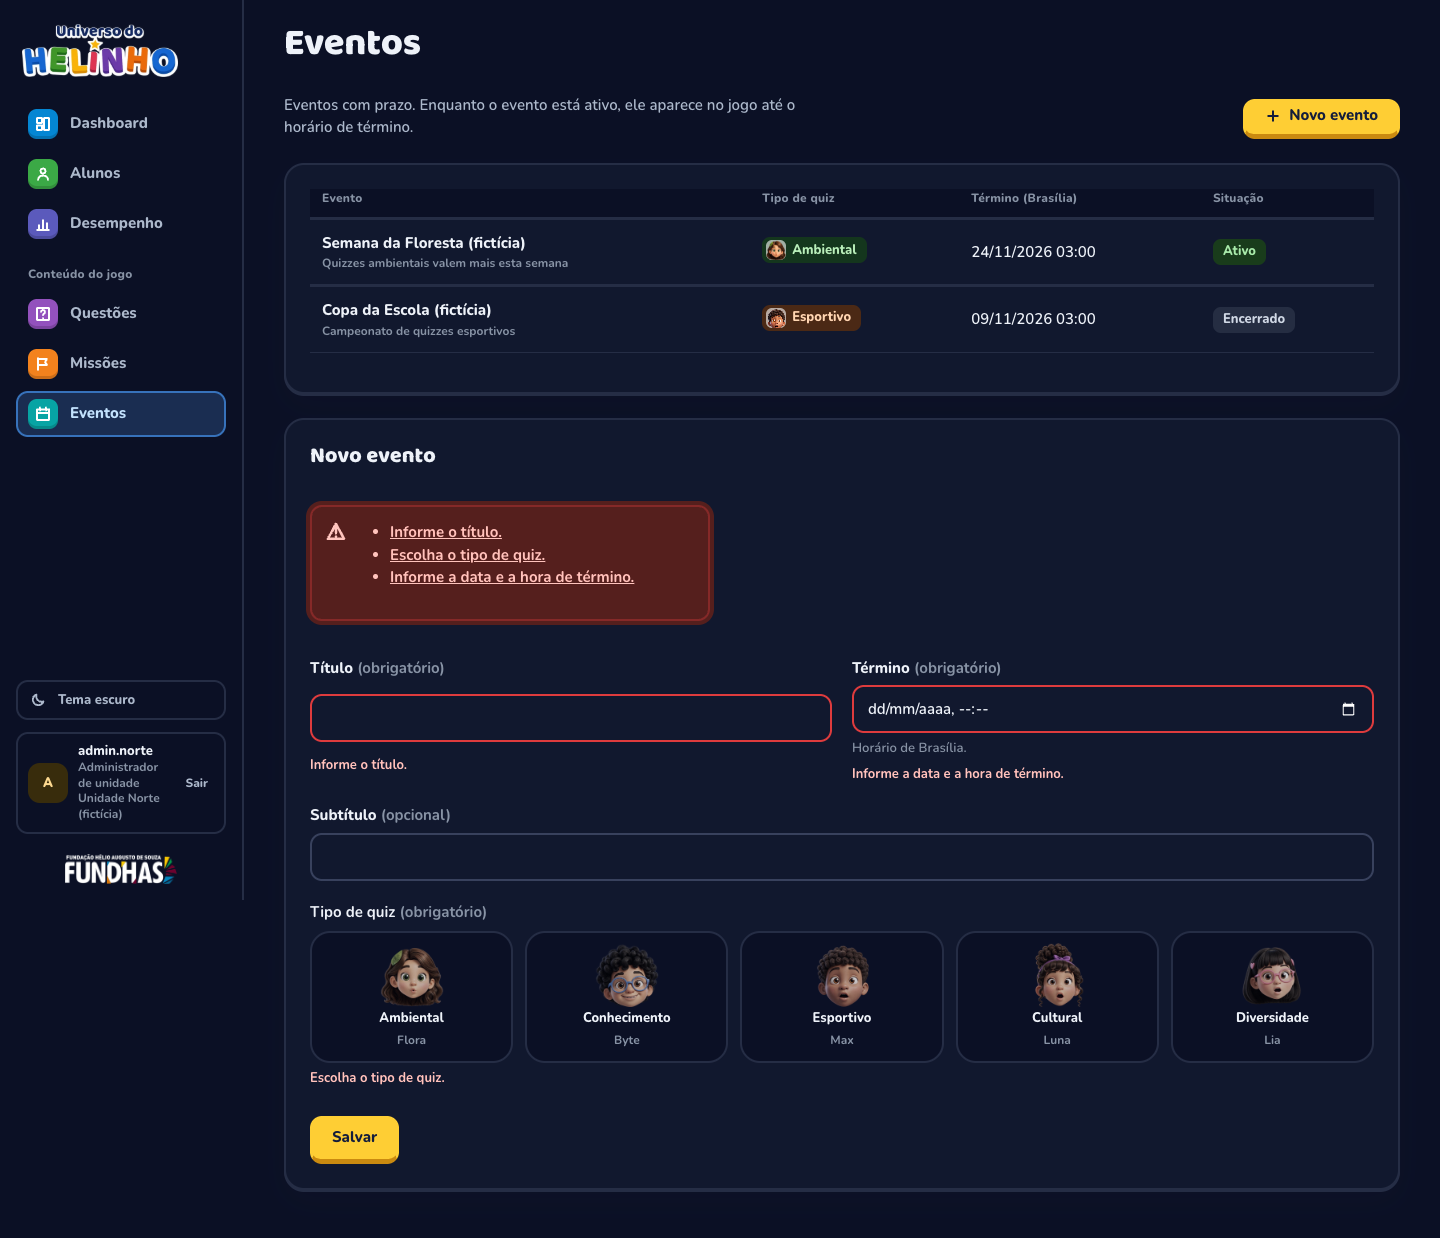 Universo do
HELINHO
Dashboard
Alunos
Desempenho
Conteúdo do jogo
Questões
Missões
Eventos
Tema escuro
A
admin.norte
Administrador
de unidade
Unidade Norte
(fictícia)
Sair
FUNDAÇÃO HÉLIO AUGUSTO DE SOUZA
FUNDHAS
Eventos
Eventos com prazo. Enquanto o evento está ativo, ele aparece no jogo até o
horário de término.
Novo evento
Evento Tipo de quiz Término (Brasília) Situação
Semana da Floresta (fictícia) Ambiental 24/11/2026 03:00 Ativo
Quizzes ambientais valem mais esta semana
Copa da Escola (fictícia) Esportivo 09/11/2026 03:00 Encerrado
Campeonato de quizzes esportivos
Novo evento
Informe o título.
Escolha o tipo de quiz.
Informe a data e a hora de término.
Título (obrigatório)
Informe o título.
Término (obrigatório)
dd/mm/aaaa, --:--
Horário de Brasília.
Informe a data e a hora de término.
Subtítulo (opcional)
Tipo de quiz (obrigatório)
Ambiental
Flora
Conhecimento
Byte
Esportivo
Max
Cultural
Luna
Diversidade
Lia
Escolha o tipo de quiz.
Salvar